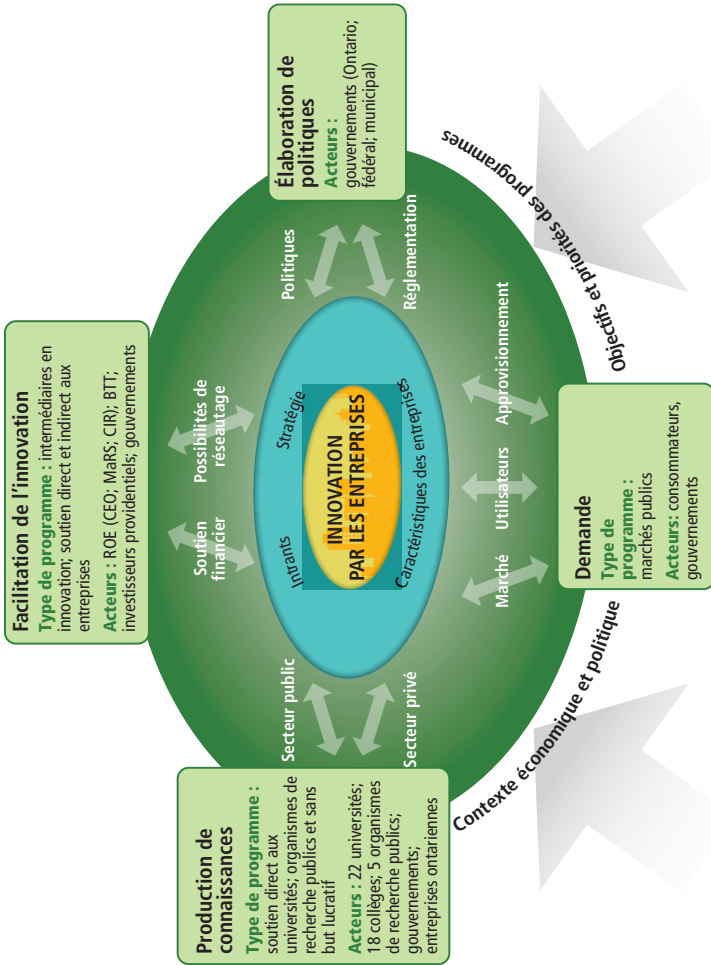 Facilitation de l'innovation
Type de programme : intermédiaires en
innovation; soutien direct et indirect aux
entreprises
Acteurs : ROE (CEO; MaRS; CIR); BTT;
investisseurs providentiels; gouvernements
Production de
connaissances
Type de programme :
soutien direct aux
universités; organismes de
recherche publics et sans
but lucratif
Acteurs : 22 universités;
18 collèges; 5 organismes
de recherche publics;
gouvernements;
entreprises ontariennes
Secteur public
Secteur privé
Soutien
financier
Possibilités de
réseautage
Politiques
Réglementation
Élaboration de
politiques
Acteurs :
gouvernements (Ontario;
fédéral; municipal)
Intrants
Stratégie
INNOVATION
PAR LES ENTREPRISES
Caractéristiques des entreprises
Marché
Utilisateurs
Approvisionnement
Demande
Type de
programme :
marchés publics
Acteurs: consommateurs,
gouvernements
Contexte économique et politique
Objectifs et priorités des programmes